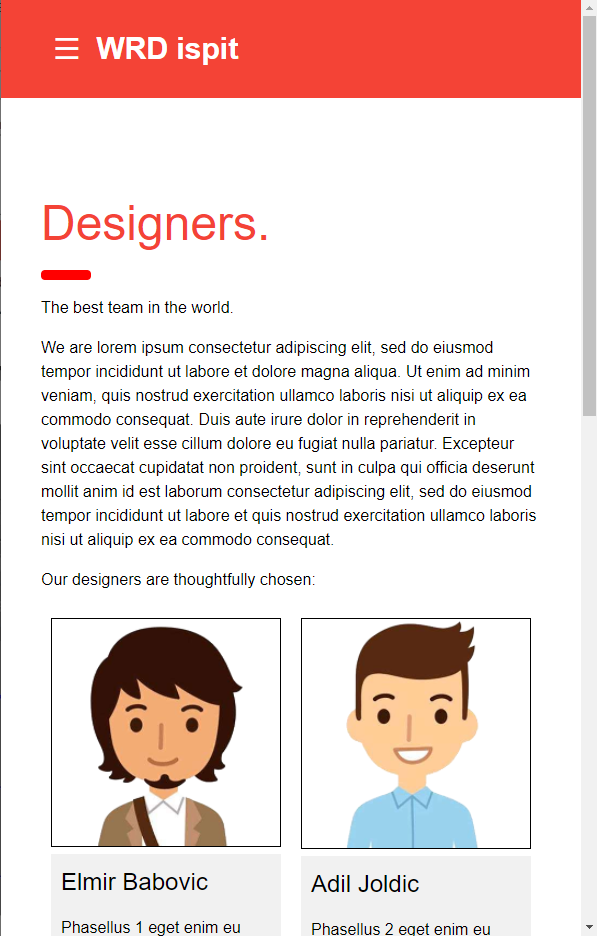 ☰ WRD ispit
Designers.
The best team in the world.
We are lorem ipsum consectetur adipiscing elit, sed do eiusmod
tempor incididunt ut labore et dolore magna aliqua. Ut enim ad minim
veniam, quis nostrud exercitation ullamco laboris nisi ut aliquip ex ea
commodo consequat. Duis aute irure dolor in reprehenderit in
voluptate velit esse cillum dolore eu fugiat nulla pariatur. Excepteur
sint occaecat cupidatat non proident, sunt in culpa qui officia deserunt
mollit anim id est laborum consectetur adipiscing elit, sed do eiusmod
tempor incididunt ut labore et quis nostrud exercitation ullamco laboris
nisi ut aliquip ex ea commodo consequat.
Our designers are thoughtfully chosen:
Elmir Babovic
Phasellus 1 eget enim eu
Adil Joldic
Phasellus 2 eget enim eu